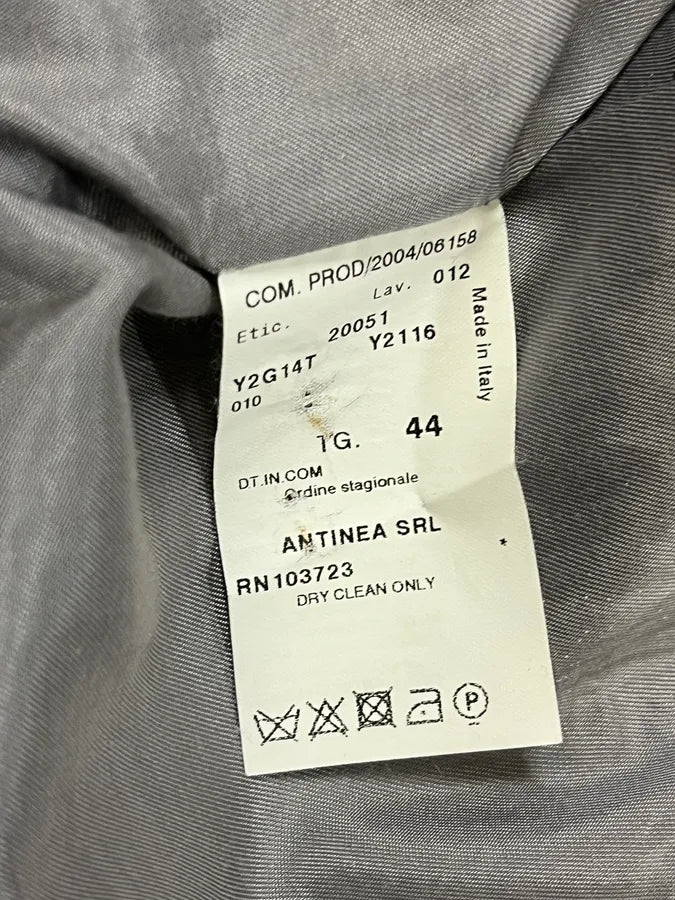 COM. PROD/2004/06158
Etic. Lav. 012
20051
Y2G14T Y2116
010
TG. 44
DT.IN.COM
Ordine stagionale
ANTINEA SRL
*
RN103723
DRY CLEAN ONLY
P
Made in Italy